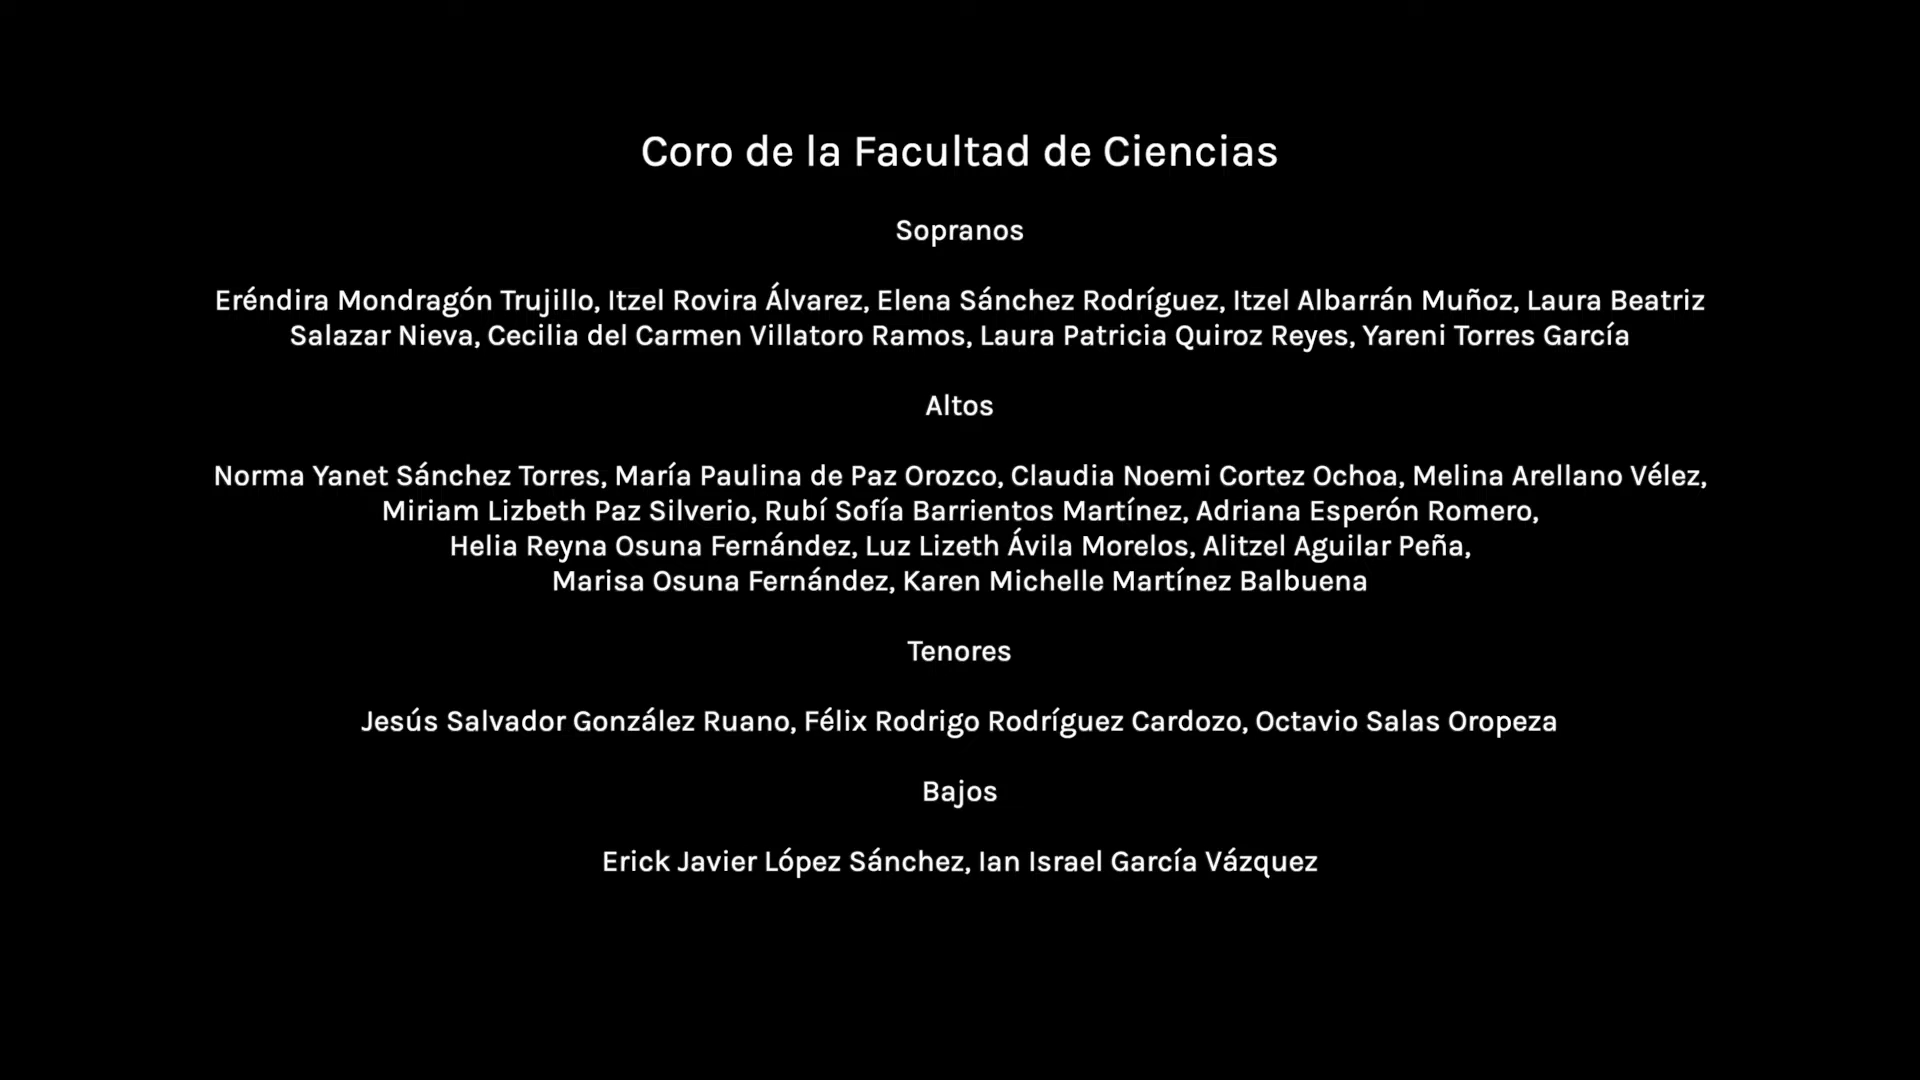 Coro de la Facultad de Ciencias
Sopranos
Eréndira Mondragón Trujillo, Itzel Rovira Álvarez, Elena Sánchez Rodríguez, Itzel Albarrán Muñoz, Laura Beatriz
Salazar Nieva, Cecilia del Carmen Villatoro Ramos, Laura Patricia Quiroz Reyes, Yareni Torres García
Altos
Norma Yanet Sánchez Torres, María Paulina de Paz Orozco, Claudia Noemi Cortez Ochoa, Melina Arellano Vélez,
Miriam Lizbeth Paz Silverio, Rubí Sofía Barrientos Martínez, Adriana Esperón Romero,
Helia Reyna Osuna Fernández, Luz Lizeth Ávila Morelos, Alitzel Aguilar Peña,
Marisa Osuna Fernández, Karen Michelle Martínez Balbuena
Tenores
Jesús Salvador González Ruano, Félix Rodrigo Rodríguez Cardozo, Octavio Salas Oropeza
Bajos
Erick Javier López Sánchez, Ian Israel García Vázquez